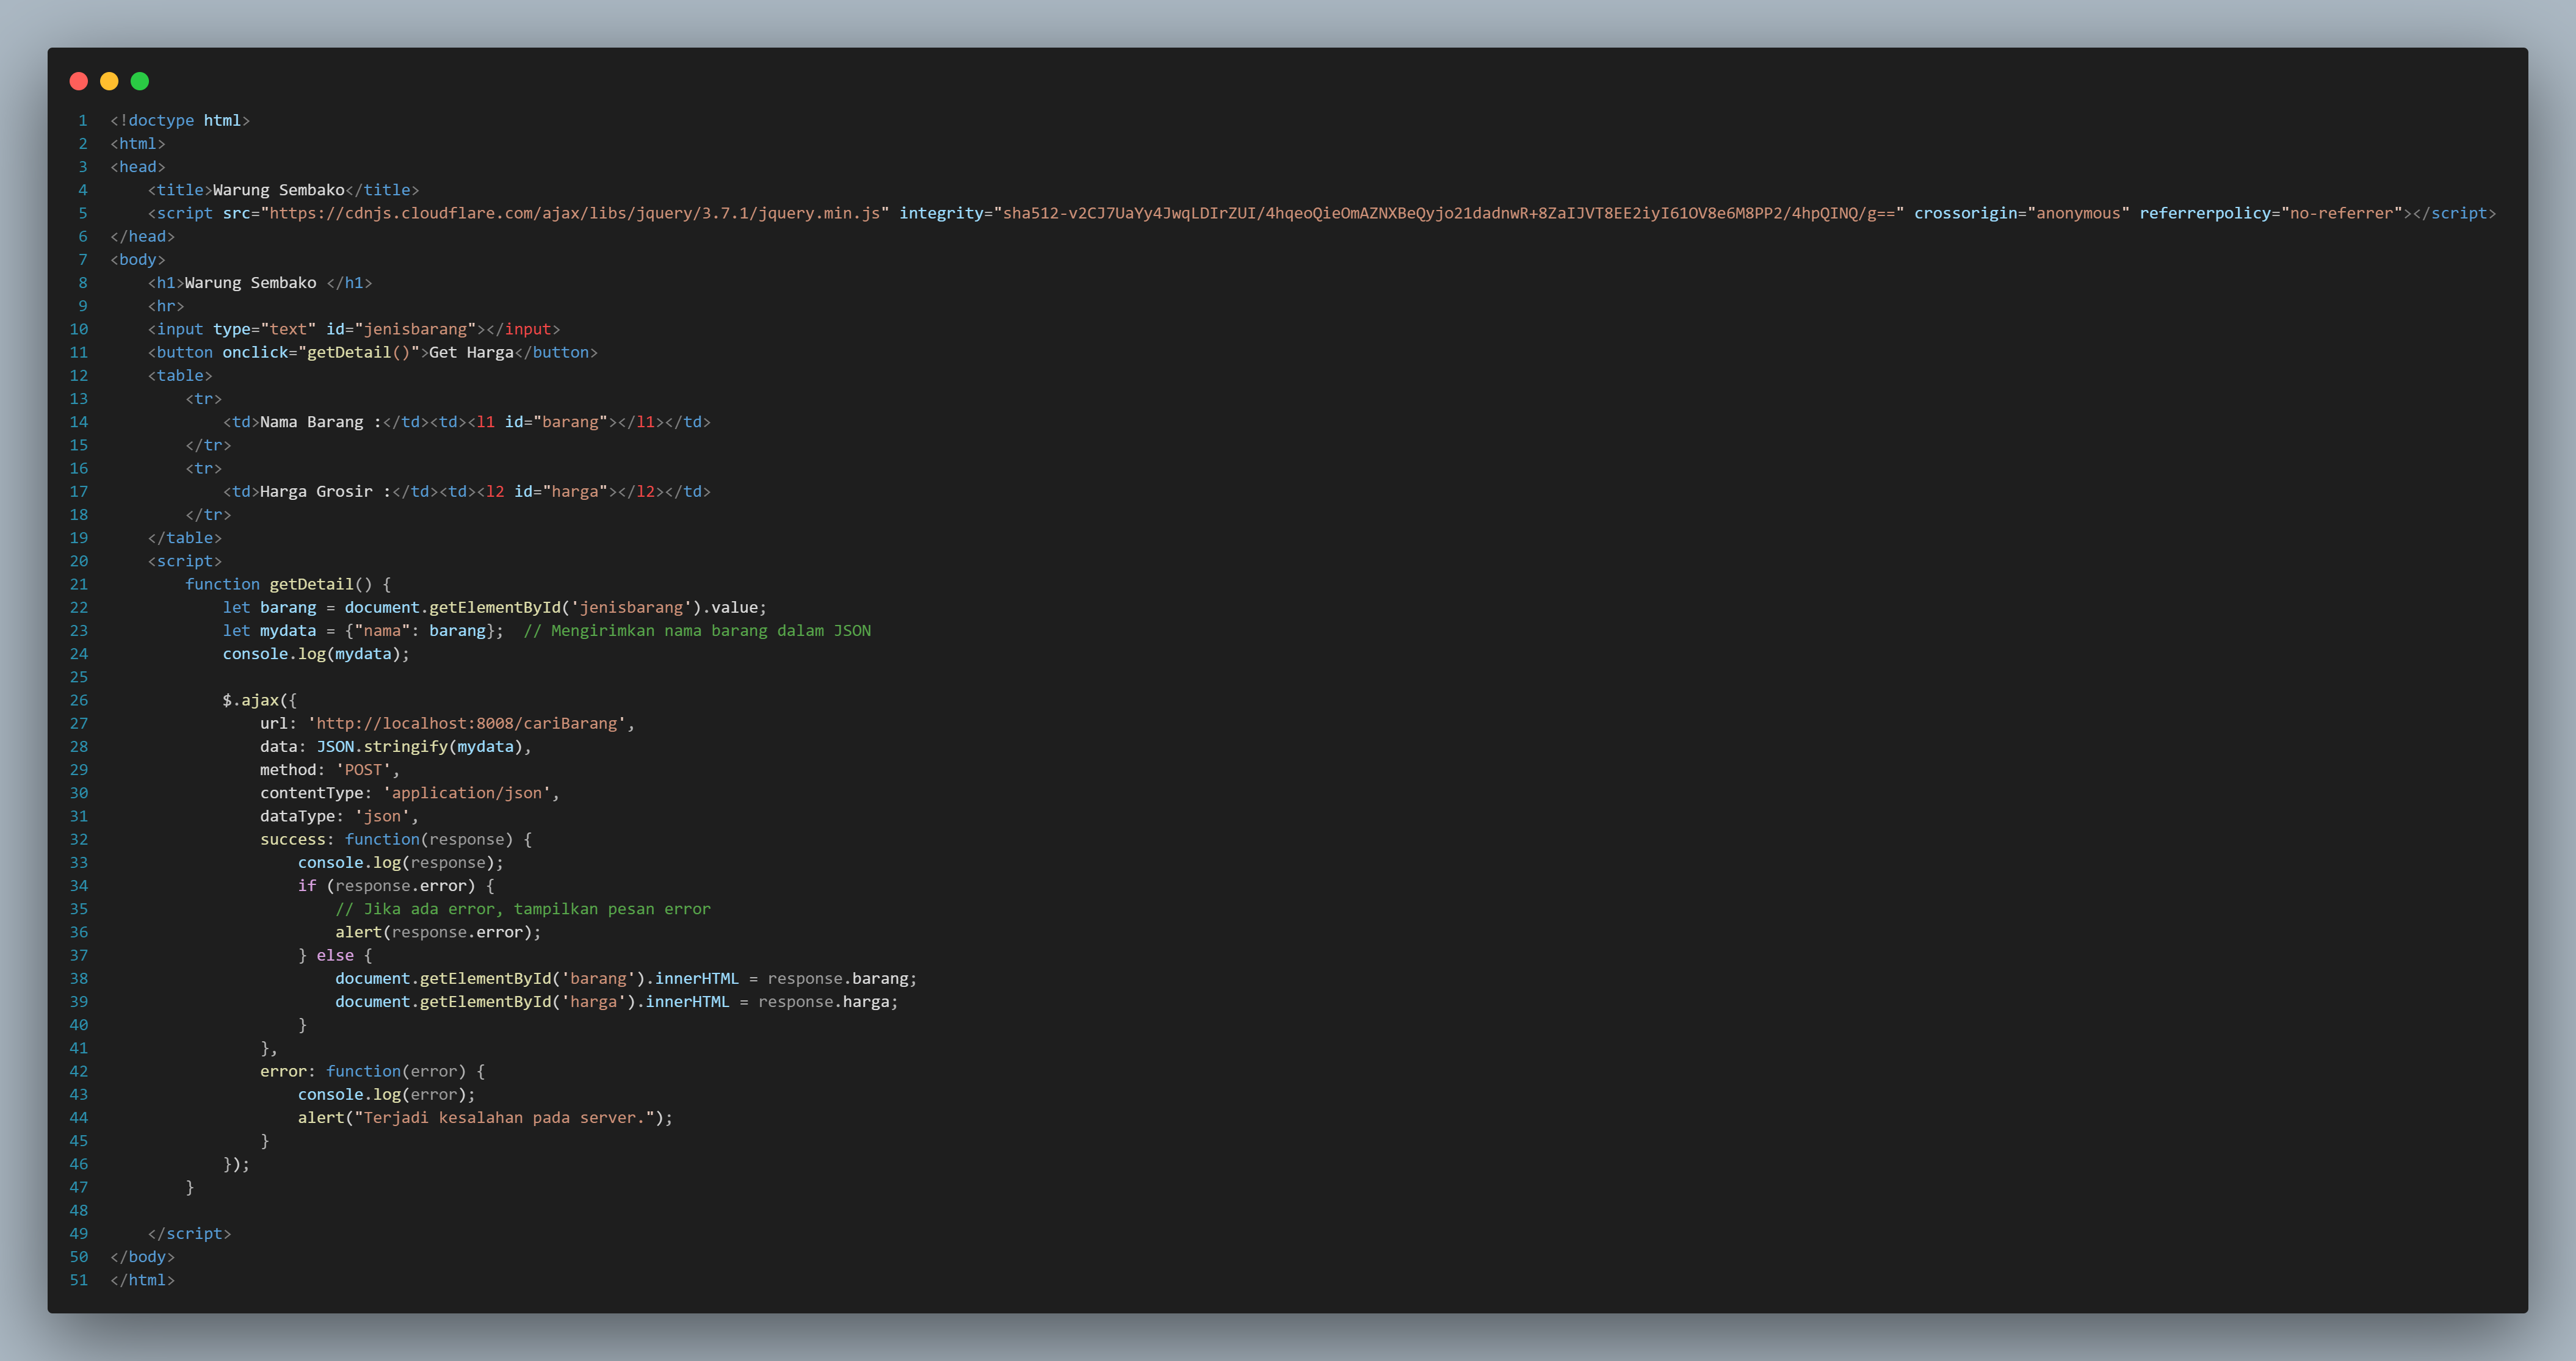 1 <!doctype html>
2 <html>
3 <head>
4     <title>Warung Sembako</title>
5     <script src="https://cdnjs.cloudflare.com/ajax/libs/jquery/3.7.1/jquery.min.js" integrity="sha512-v2CJ7UaYy4JwqLDIrZUI/4hqeoQieOmAZNXBeQyjo21dadnwR+8ZaIJVT8EE2iyI61OV8e6M8PP2/4hpQINQ/g==" crossorigin="anonymous" referrerpolicy="no-referrer"></script>
6 </head>
7 <body>
8     <h1>Warung Sembako </h1>
9     <hr>
10     <input type="text" id="jenisbarang"></input>
11     <button onclick="getDetail()">Get Harga</button>
12     <table>
13         <tr>
14             <td>Nama Barang :</td><td><l1 id="barang"></l1></td>
15         </tr>
16         <tr>
17             <td>Harga Grosir :</td><td><l2 id="harga"></l2></td>
18         </tr>
19     </table>
20     <script>
21         function getDetail() {
22             let barang = document.getElementById('jenisbarang').value;
23             let mydata = {"nama": barang};  // Mengirimkan nama barang dalam JSON
24             console.log(mydata);
25
26             $.ajax({
27                 url: 'http://localhost:8008/cariBarang',
28                 data: JSON.stringify(mydata),
29                 method: 'POST',
30                 contentType: 'application/json',
31                 dataType: 'json',
32                 success: function(response) {
33                     console.log(response);
34                     if (response.error) {
35                         // Jika ada error, tampilkan pesan error
36                         alert(response.error);
37                     } else {
38                         document.getElementById('barang').innerHTML = response.barang;
39                         document.getElementById('harga').innerHTML = response.harga;
40                     }
41                 },
42                 error: function(error) {
43                     console.log(error);
44                     alert("Terjadi kesalahan pada server.");
45                 }
46             });
47         }
48
49     </script>
50 </body>
51 </html>